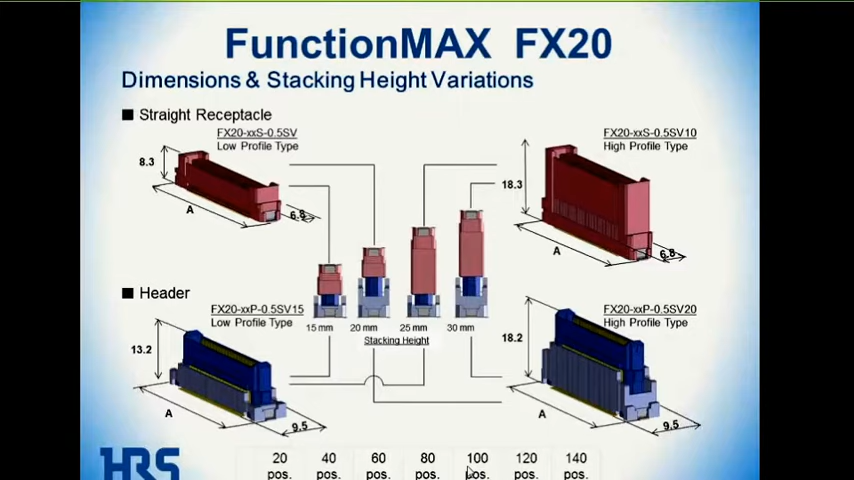 FunctionMAX FX20
Dimensions & Stacking Height Variations
■ Straight Receptacle
FX20-xxS-0.5SV
Low Profile Type
8.3
A
6.8
FX20-xxS-0.5SV10
High Profile Type
18.3
A
6.8
■ Header
FX20-xxP-0.5SV15
Low Profile Type
13.2
A
9.5
15 mm 20 mm 25 mm 30 mm
Stacking Height
FX20-xxP-0.5SV20
High Profile Type
18.2
A
9.5
HRS
20 40 60 80 100 120 140
pos. pos. pos. pos. pos. pos. pos.